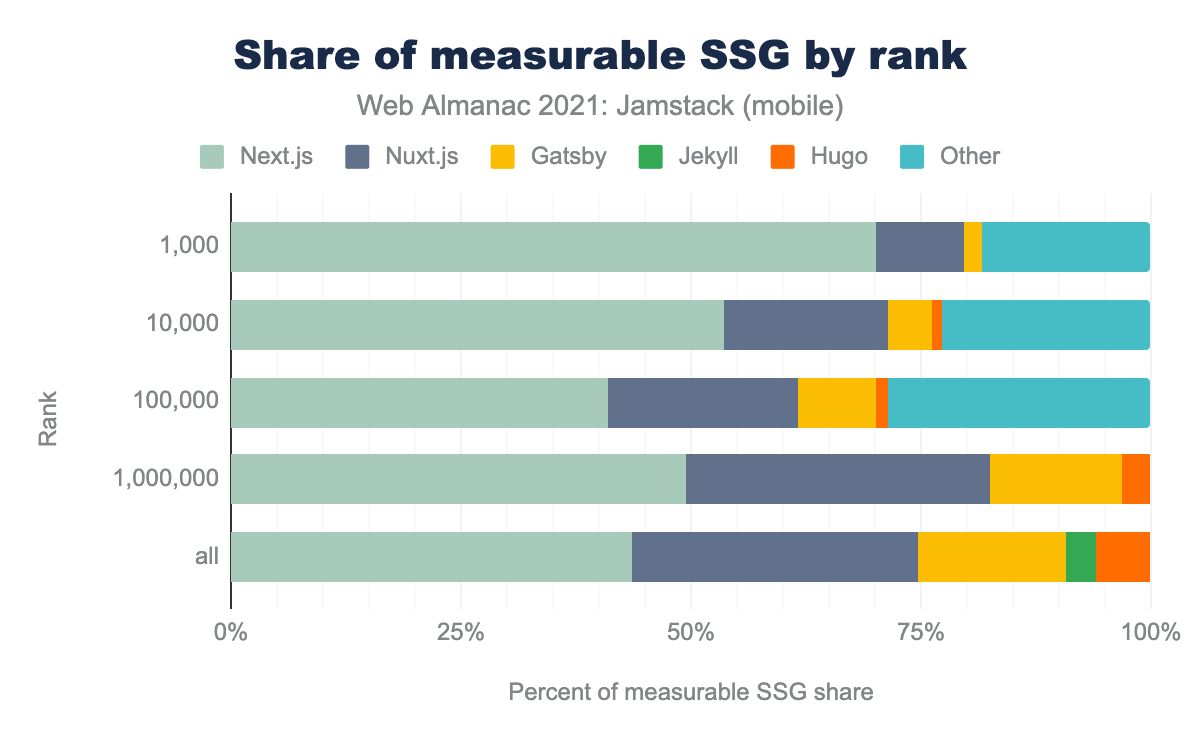 Share of measurable SSG by rank
Web Almanac 2021: Jamstack (mobile)
Next.js Nuxt.js Gatsby Jekyll Hugo Other
Rank
1,000
10,000
100,000
1,000,000
all
0% 25% 50% 75% 100%
Percent of measurable SSG share